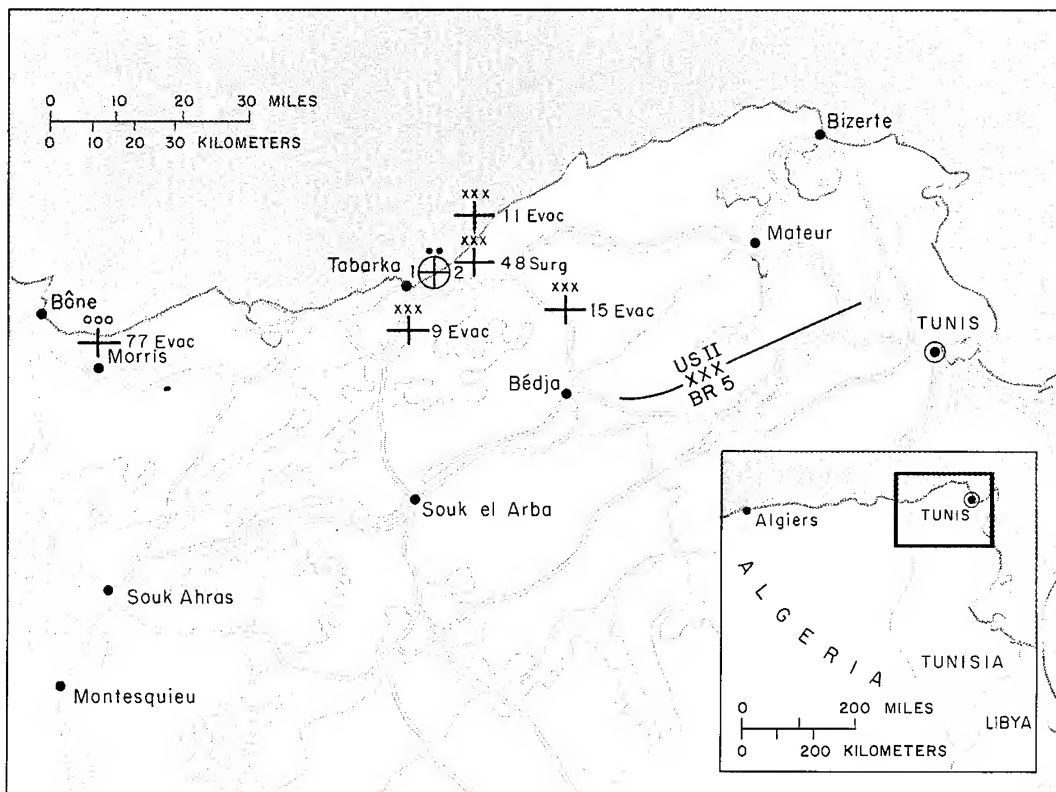 0 10 20 30 MILES
0 10 20 30 KILOMETERS
Bizerte
XXX
11 Evac
Mateur
XXX
48 Surg
Tabarka
1 2
Bône
XXX
15 Evac
ooo
77 Evac
Morris
XXX
9 Evac
TUNIS
US II
XXX
BR 5
Bédja
Souk el Arba
Algiers
TUNIS
ALGERIA
Souk Ahras
TUNISIA
Montesquieu
0 200 MILES
0 200 KILOMETERS
LIBYA